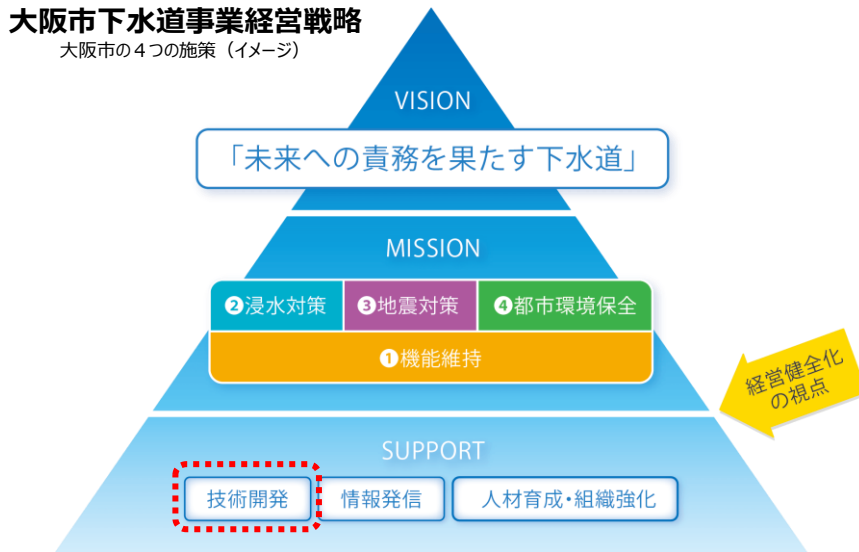 大阪市下水道事業経営戦略
大阪市の4つの施策（イメージ）
VISION
「未来への責務を果たす下水道」
MISSION
❷浸水対策
❸地震対策
❹都市環境保全
❶機能維持
経営健全化
の視点
SUPPORT
技術開発
情報発信
人材育成・組織強化